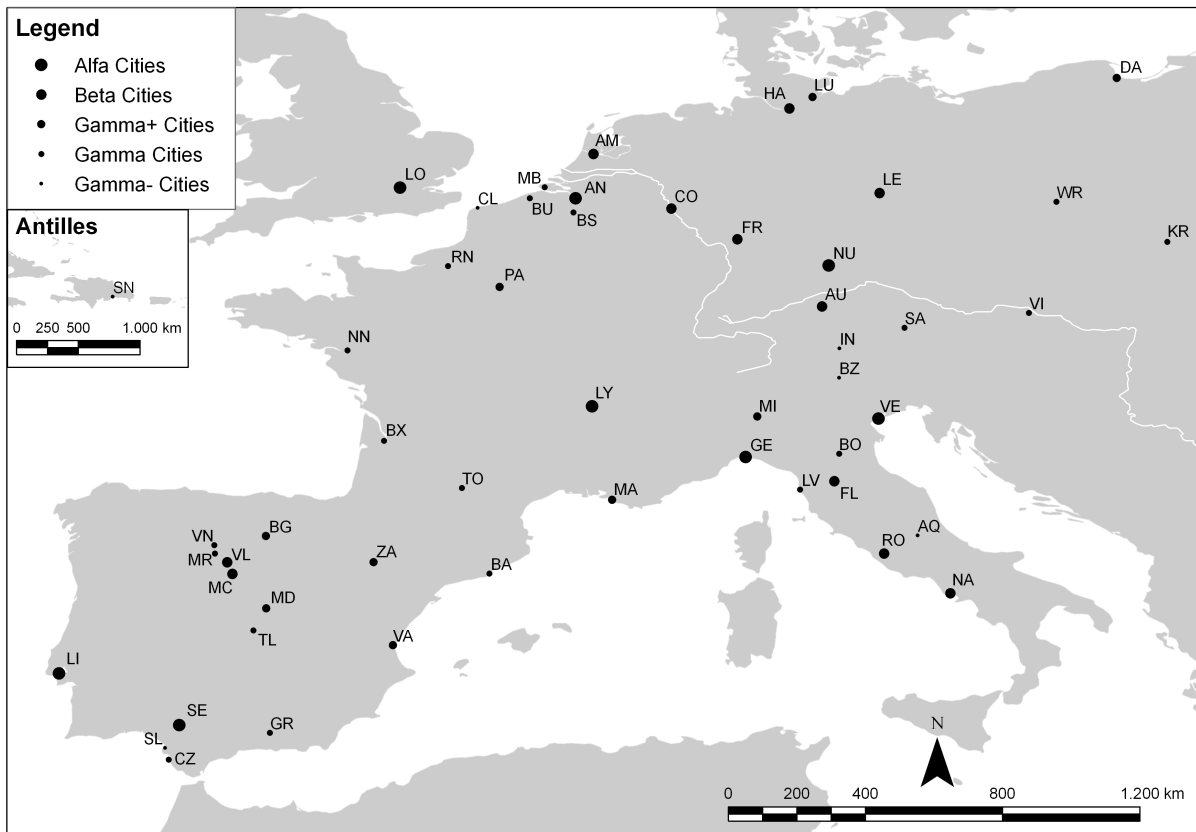 Legend
Alfa Cities
Beta Cities
Gamma+ Cities
Gamma Cities
Gamma- Cities
Antilles
SN
0 250 500 1.000 km
DA
LU
HA
AM
LO
MB
AN
CL
BU
BS
CO
LE
WR
FR
KR
RN
NU
PA
AU
VI
SA
NN
IN
BZ
LY
MI
VE
BX
GE
BO
TO
LV
MA
FL
BG
AQ
VN
MR
VL
ZA
RO
BA
MC
NA
MD
TL
VA
LI
SE
GR
N
SL
CZ
0 200 400 800 1.200 km